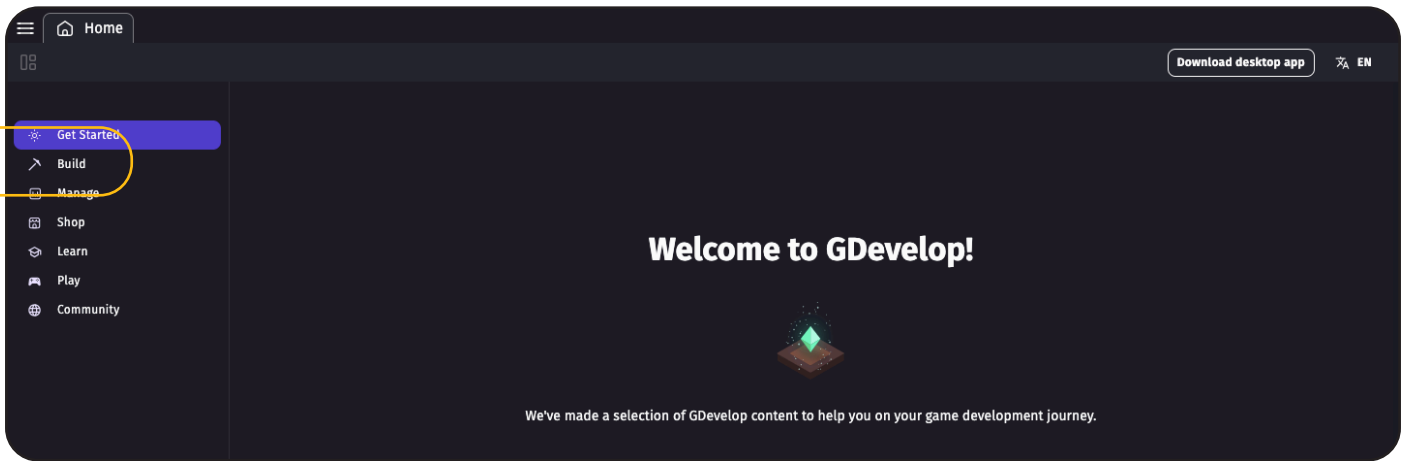 Home
Download desktop app
EN
Get Started
Build
Manage
Shop
Learn
Play
Community
Welcome to GDevelop!
We've made a selection of GDevelop content to help you on your game development journey.